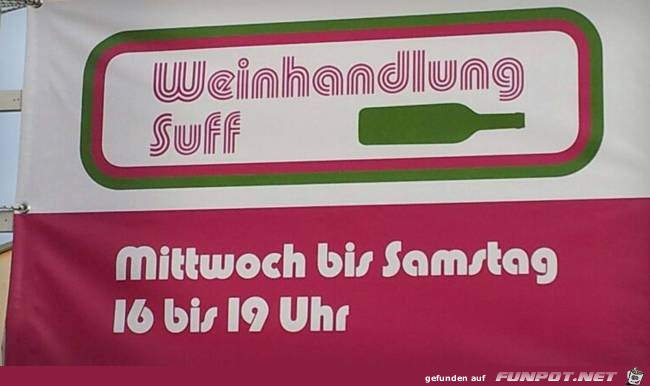 Weinhandlung
Suff
Mittwoch bis Samstag
16 bis 19 Uhr
gefunden auf FUNPOT.NET